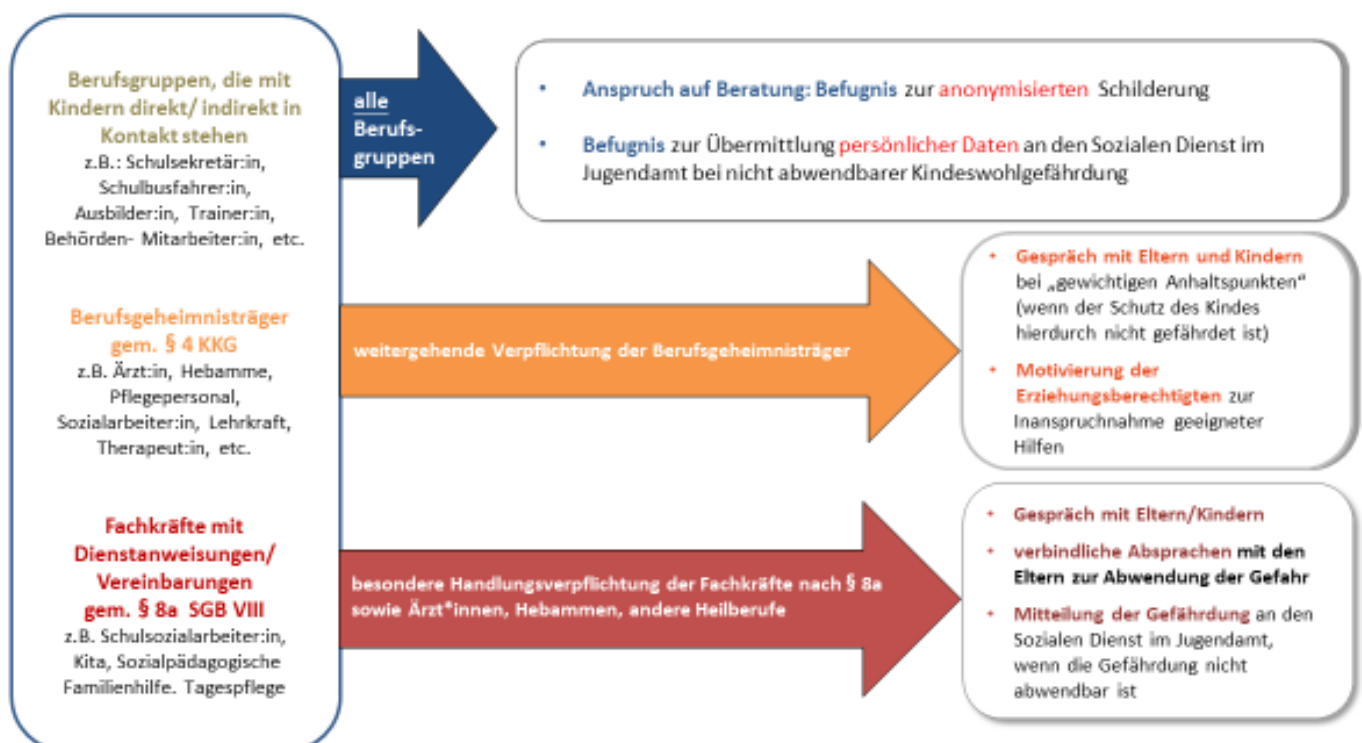 Berufsgruppen, die mit
Kindern direkt/ indirekt in
Kontakt stehen
z.B.: Schulsekretär:in,
Schulbusfahrer:in,
Ausbilder:in, Trainer:in,
Behörden- Mitarbeiter:in, etc.
alle
Berufs-
gruppen
• Anspruch auf Beratung: Befugnis zur anonymisierten Schilderung
• Befugnis zur Übermittlung persönlicher Daten an den Sozialen Dienst im
Jugendamt bei nicht abwendbarer Kindeswohlgefährdung
Berufsgeheimnisträger
gem. § 4 KKG
z.B. Ärzt:in, Hebamme,
Pflegepersonal,
Sozialarbeiter:in, Lehrkraft,
Therapeut:in, etc.
weitergehende Verpflichtung der Berufsgeheimnisträger
• Gespräch mit Eltern und Kindern
bei „gewichtigen Anhaltspunkten“
(wenn der Schutz des Kindes
hierdurch nicht gefährdet ist)
• Motivierung der
Erziehungsberechtigten zur
Inanspruchnahme geeigneter
Hilfen
Fachkräfte mit
Dienstanweisungen/
Vereinbarungen
gem. § 8a SGB VIII
z.B. Schulsozialarbeiter:in,
Kita, Sozialpädagogische
Familienhilfe. Tagespflege
besondere Handlungsverpflichtung der Fachkräfte nach § 8a
sowie Ärzt*innen, Hebammen, andere Heilberufe
• Gespräch mit Eltern/Kindern
• verbindliche Absprachen mit den
Eltern zur Abwendung der Gefahr
• Mitteilung der Gefährdung an den
Sozialen Dienst im Jugendamt,
wenn die Gefährdung nicht
abwendbar ist